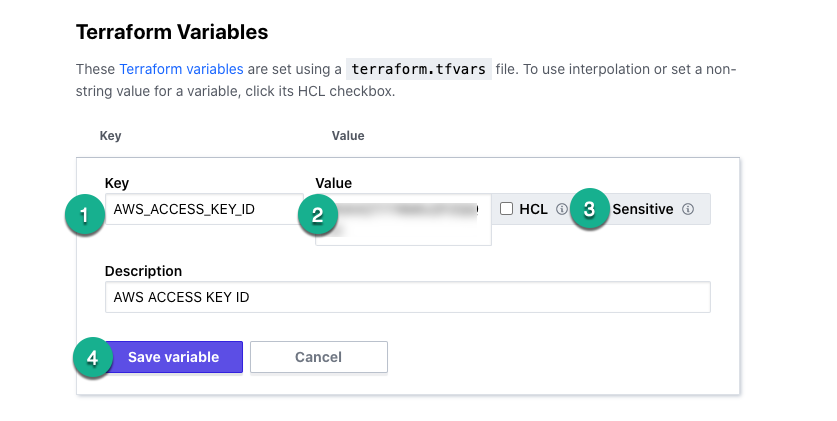 Terraform Variables
These Terraform variables are set using a terraform.tfvars file. To use interpolation or set a non-
string value for a variable, click its HCL checkbox.
Key Value
Key Value
1 AWS_ACCESS_KEY_ID 2 HCL 3 Sensitive
Description
AWS ACCESS KEY ID
4 Save variable Cancel